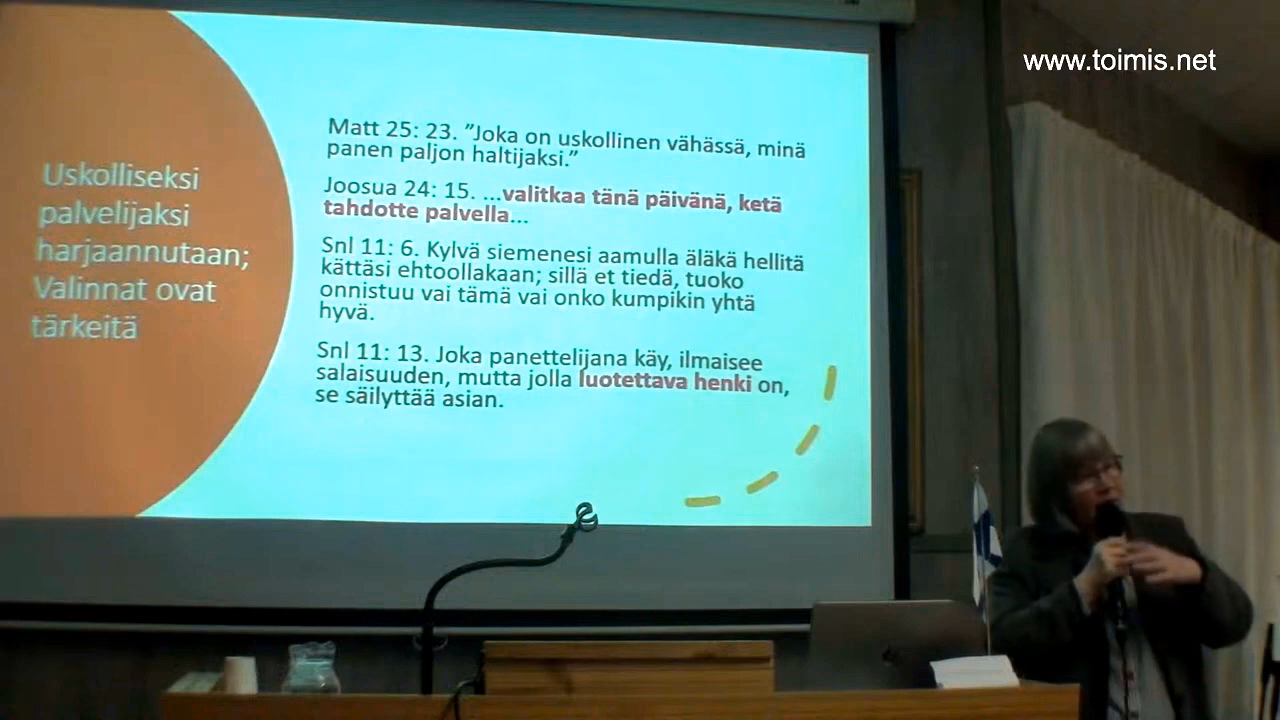 www.toimis.net
Uskolliseksi
palvelijaksi
harjaannutaan;
Valinnat ovat
tärkeitä
Matt 25: 23. ”Joka on uskollinen vähässä, minä
panen paljon haltijaksi.”
Joosua 24: 15. ...valitkaa tänä päivänä, ketä
tahdotte palvella...
Snl 11: 6. Kylvä siemenesi aamulla äläkä hellitä
kättäsi ehtoollakaan; sillä et tiedä, tuoko
onnistuu vai tämä vai onko kumpikin yhtä
hyvä.
Snl 11: 13. Joka panettelijana käy, ilmaisee
salaisuuden, mutta jolla luotettava henki on,
se säilyttää asian.